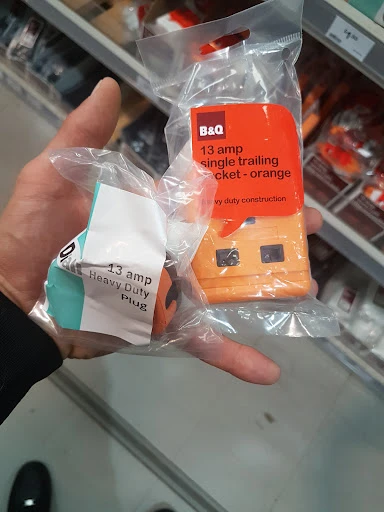 B&Q
13 amp
single trailing
socket - orange
heavy duty construction
13 amp
Heavy Duty
Plug